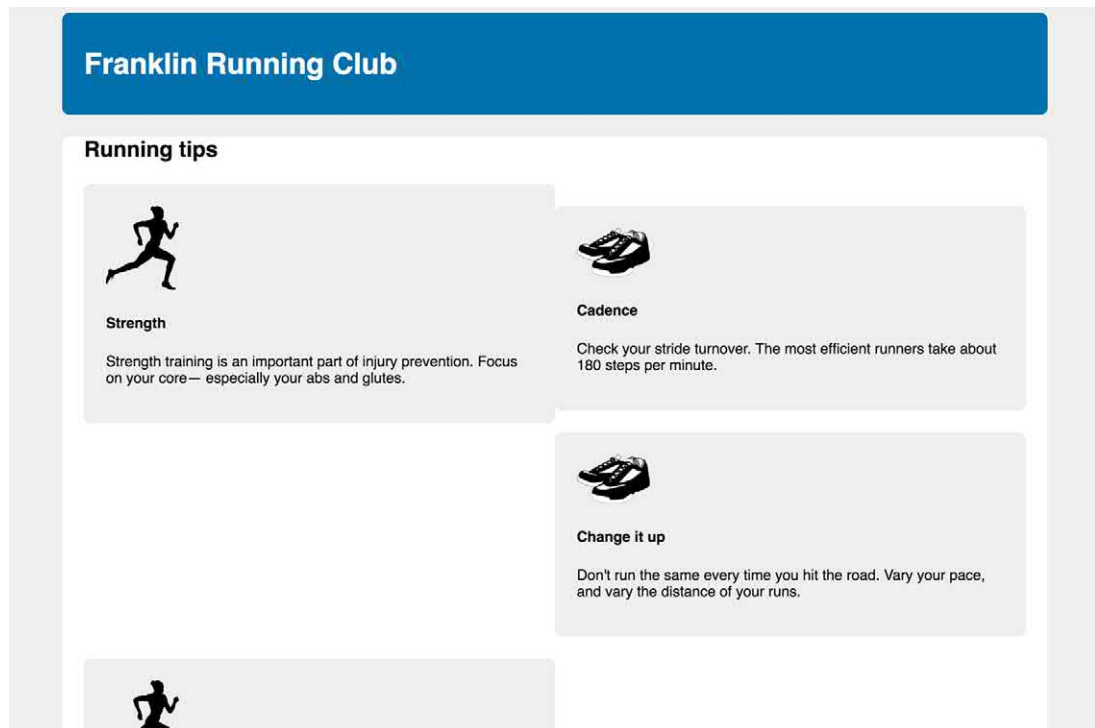 Franklin Running Club
Running tips
Strength
Strength training is an important part of injury prevention. Focus
on your core— especially your abs and glutes.
Cadence
Check your stride turnover. The most efficient runners take about
180 steps per minute.
Change it up
Don't run the same every time you hit the road. Vary your pace,
and vary the distance of your runs.